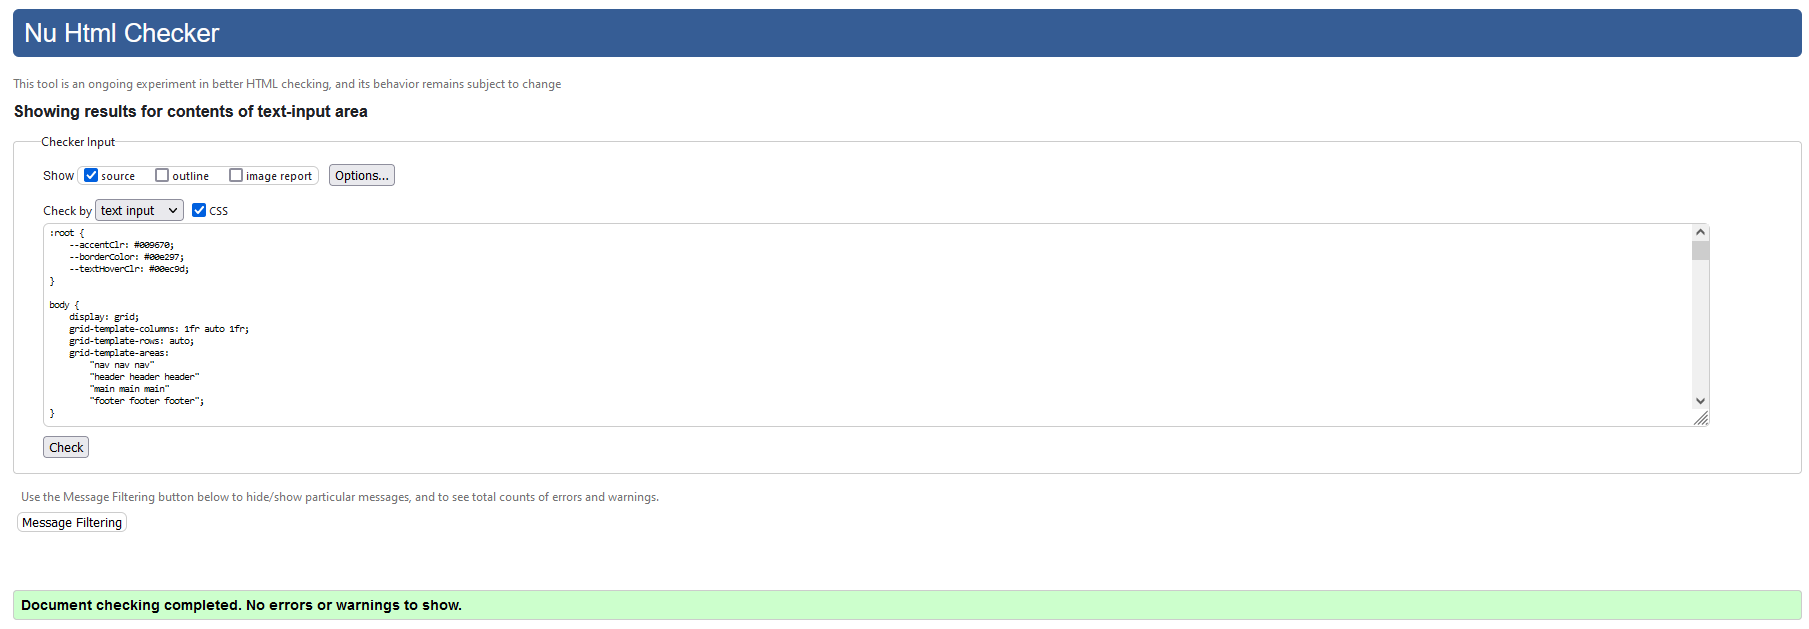 Nu Html Checker
This tool is an ongoing experiment in better HTML checking, and its behavior remains subject to change
Showing results for contents of text-input area
Checker Input
Show source outline image report Options...
Check by text input CSS
:root {
    --accentClr: #009670;
    --borderColor: #00e297;
    --textHoverClr: #00ec9d;
}
body {
    display: grid;
    grid-template-columns: 1fr auto 1fr;
    grid-template-rows: auto;
    grid-template-areas:
        "nav nav nav"
        "header header header"
        "main main main"
        "footer footer footer";
}
Check
Use the Message Filtering button below to hide/show particular messages, and to see total counts of errors and warnings.
Message Filtering
Document checking completed. No errors or warnings to show.